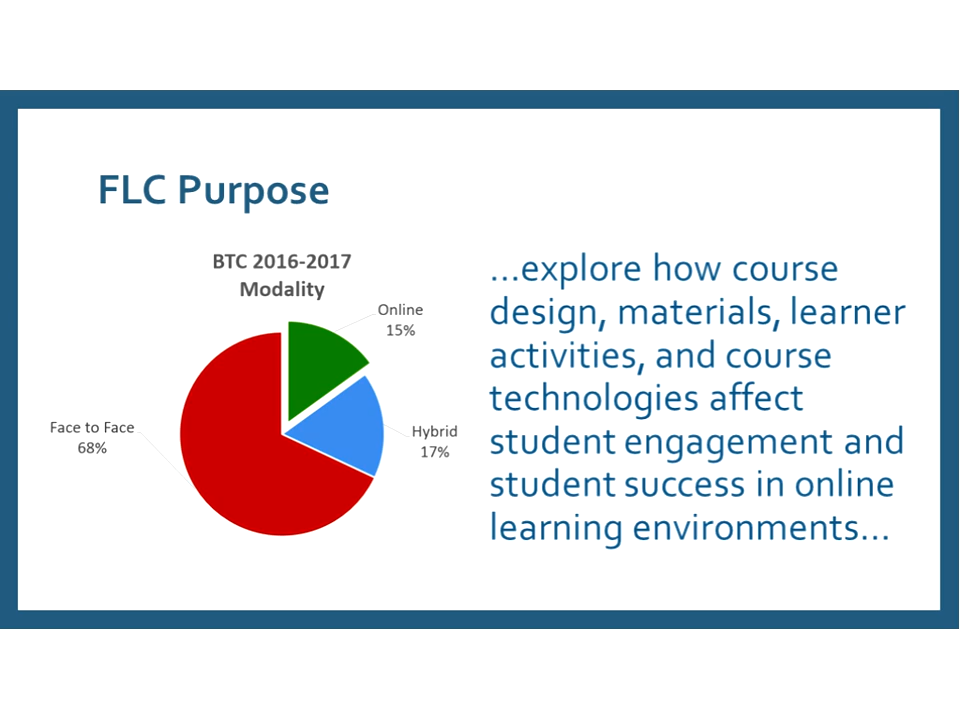 FLC Purpose
BTC 2016-2017
Modality
Online
15%
Hybrid
17%
Face to Face
68%
...explore how course
design, materials, learner
activities, and course
technologies affect
student engagement and
student success in online
learning environments...